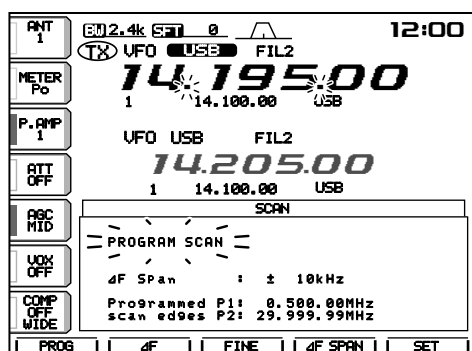 ANT
1
BW 2.4k SFT 0
12:00
TX VFO USB FIL2
METER
Po
14.195.00
1 14.100.00 USB
P.AMP
1
VFO USB FIL2
ATT
OFF
14.205.00
1 14.100.00 USB
AGC
MID
SCAN
PROGRAM SCAN
VOX
OFF
⊿F SPan : ± 10kHz
COMP
OFF
WIDE
Programmed P1: 0.500.00MHz
scan edges P2: 29.999.99MHz
PROG ⊿F FINE ⊿F SPAN SET